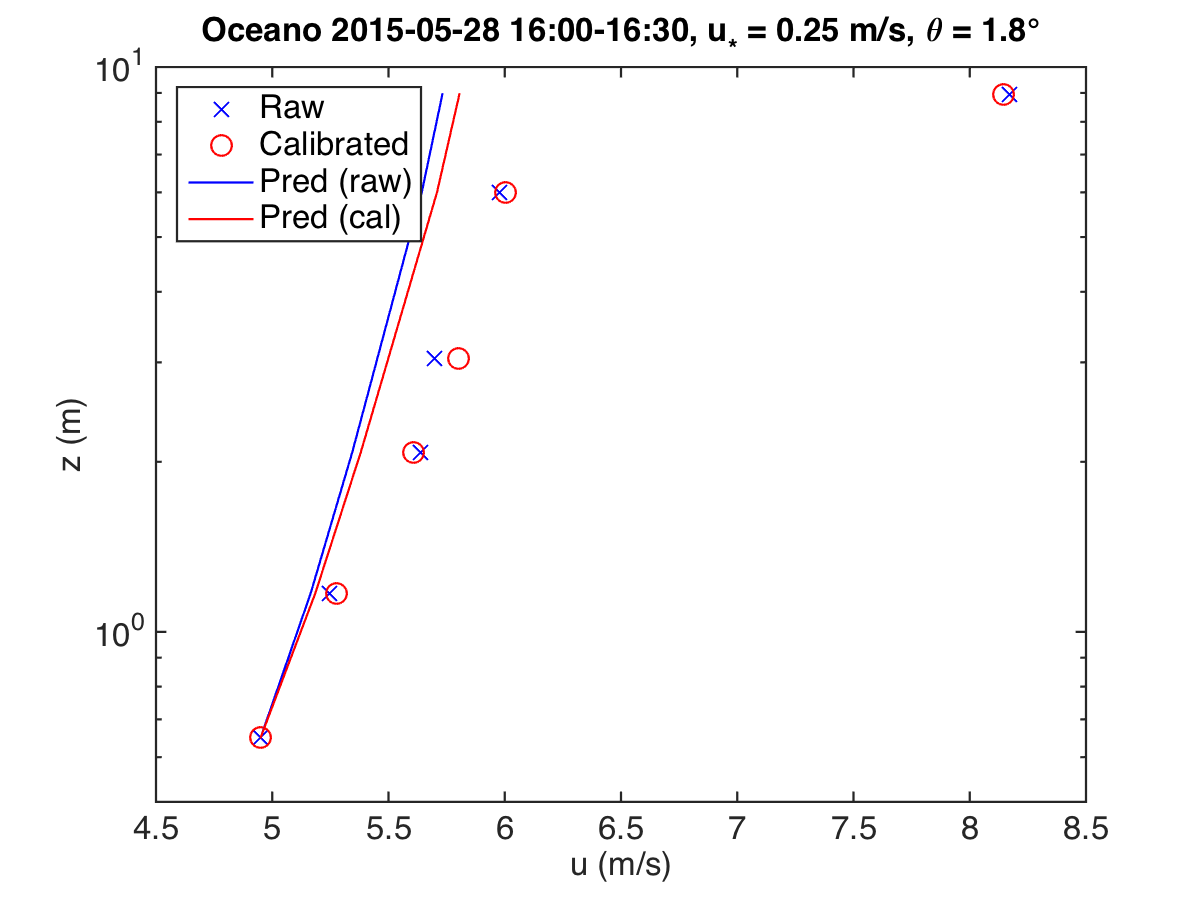 Oceano 2015-05-28 16:00-16:30, u* = 0.25 m/s, θ = 1.8°
10^1
Raw
Calibrated
Pred (raw)
Pred (cal)
z (m)
10^0
4.5 5 5.5 6 6.5 7 7.5 8 8.5
u (m/s)